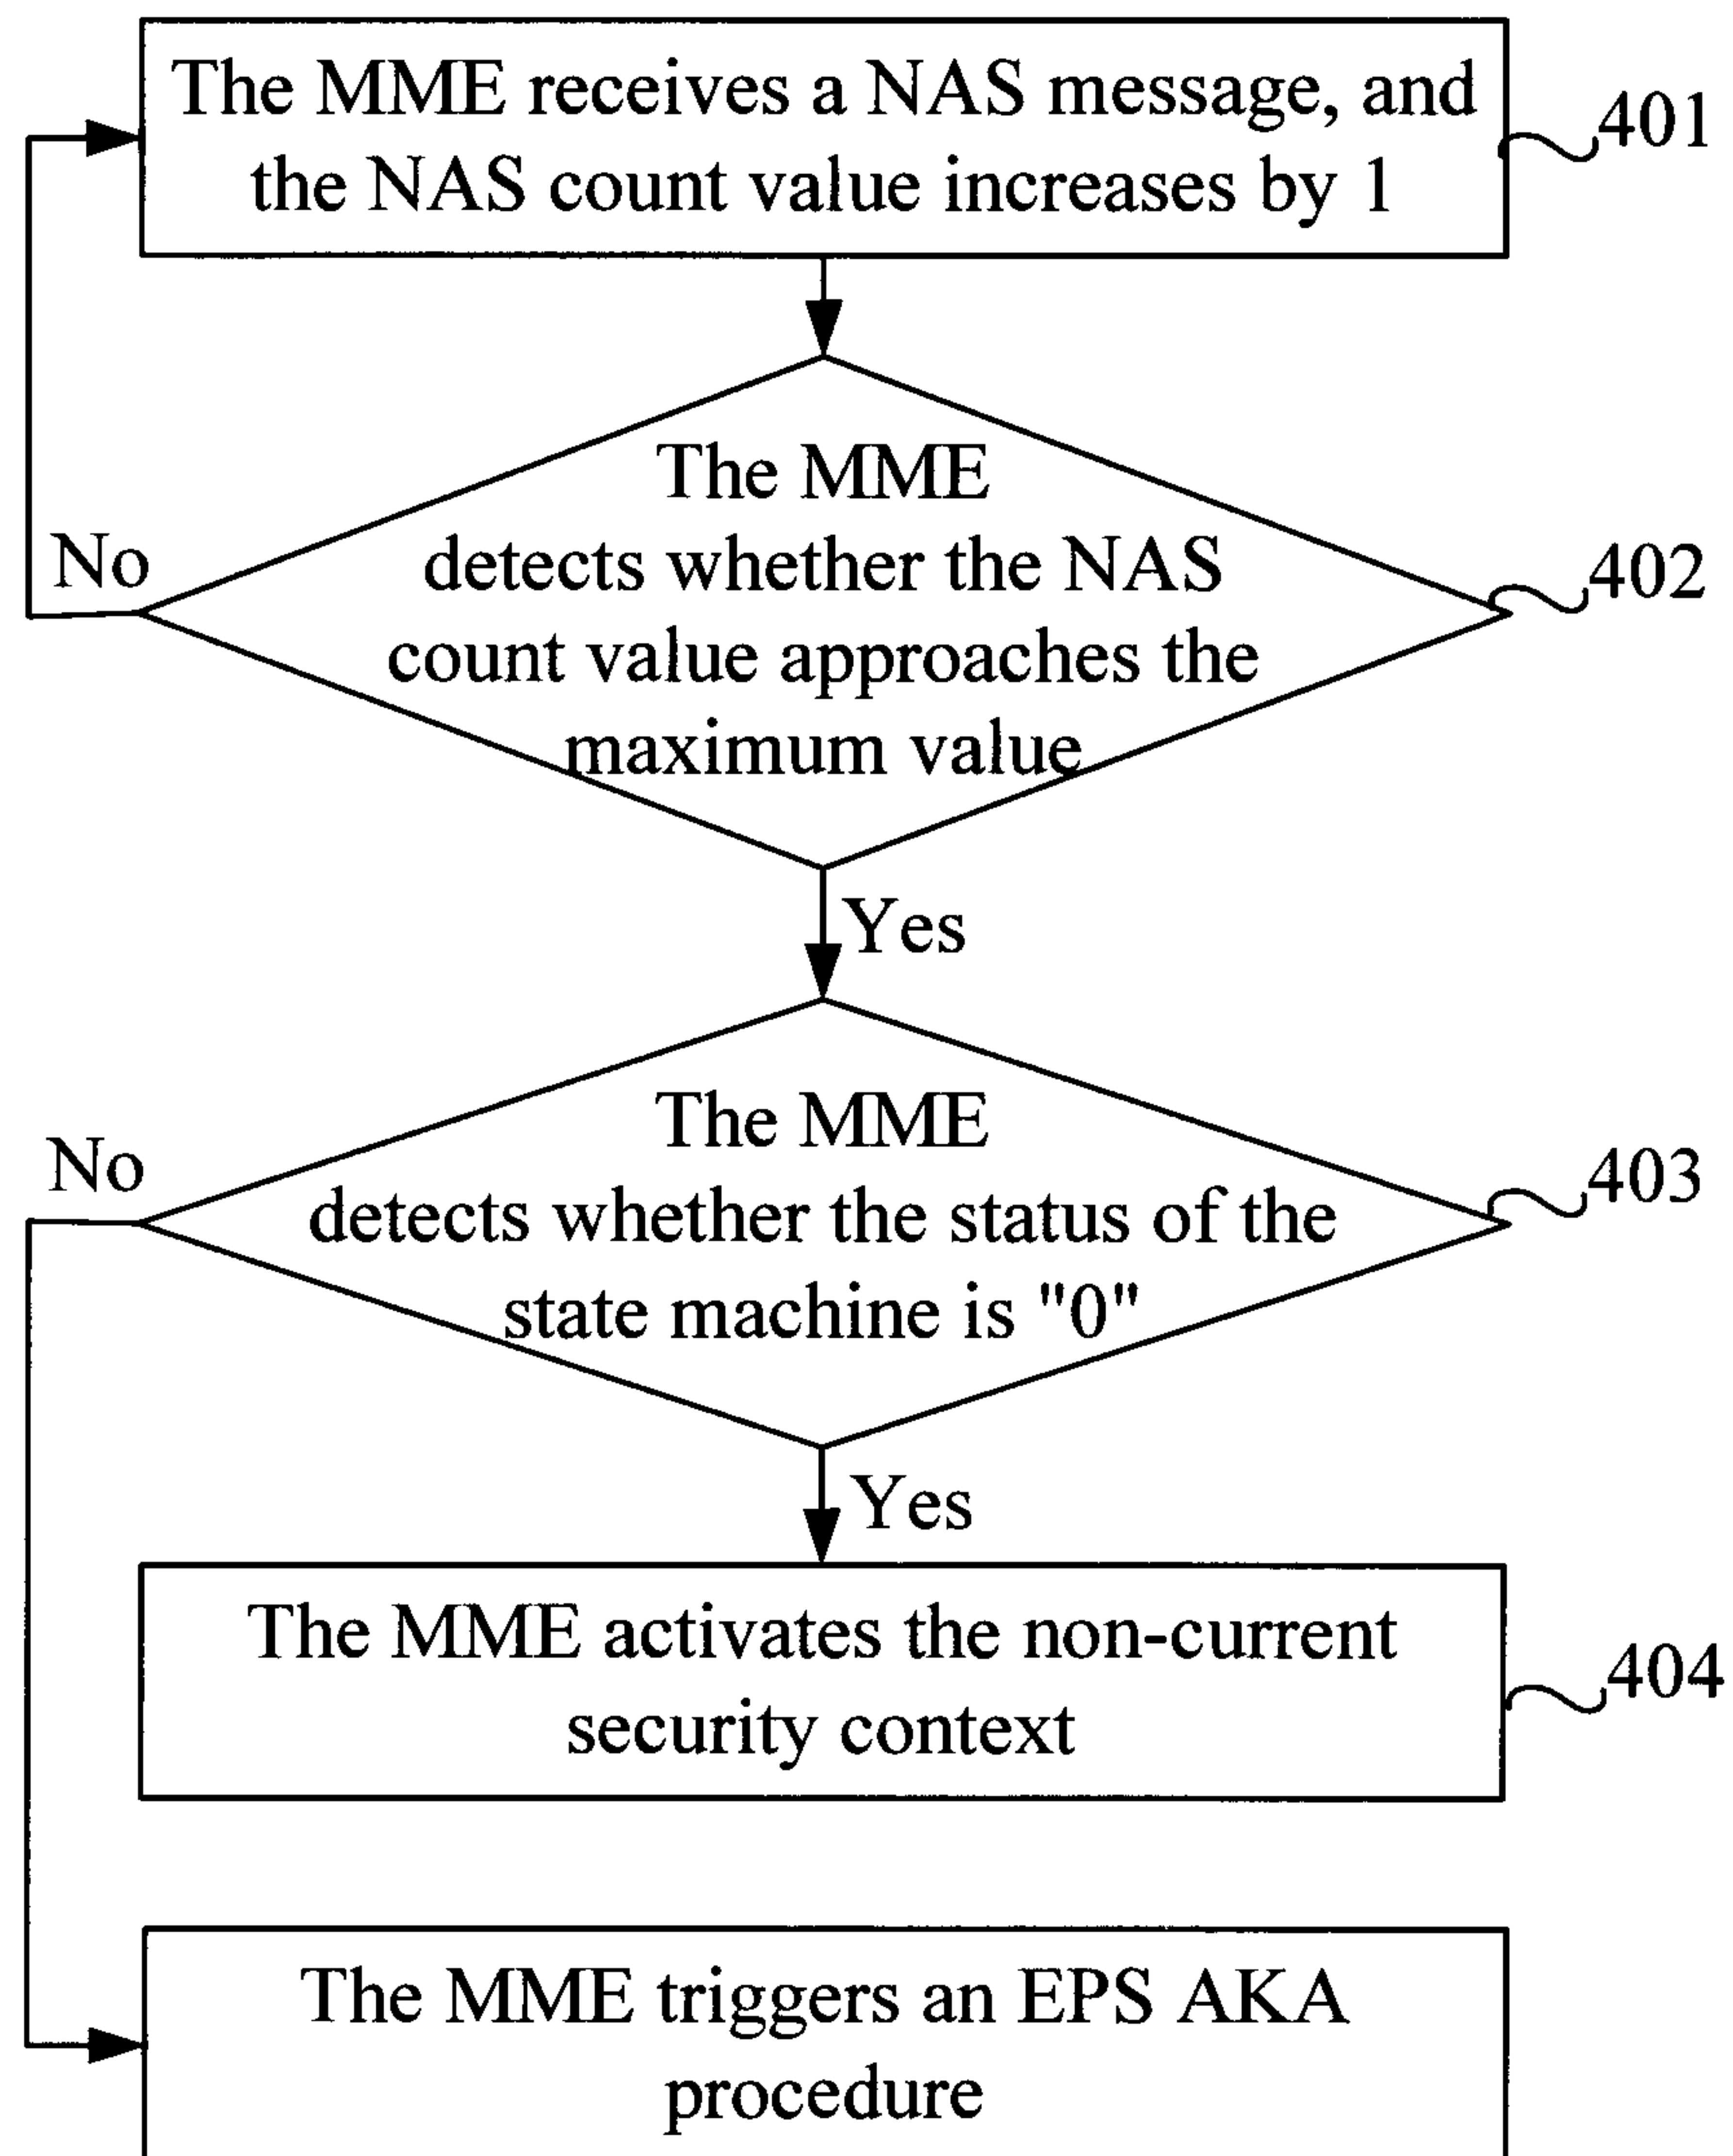 The MME receives a NAS message, and
the NAS count value increases by 1
401
The MME
detects whether the NAS
count value approaches the
maximum value
402
No
Yes
The MME
detects whether the status of the
state machine is "0"
403
No
Yes
The MME activates the non-current
security context
404
The MME triggers an EPS AKA
procedure